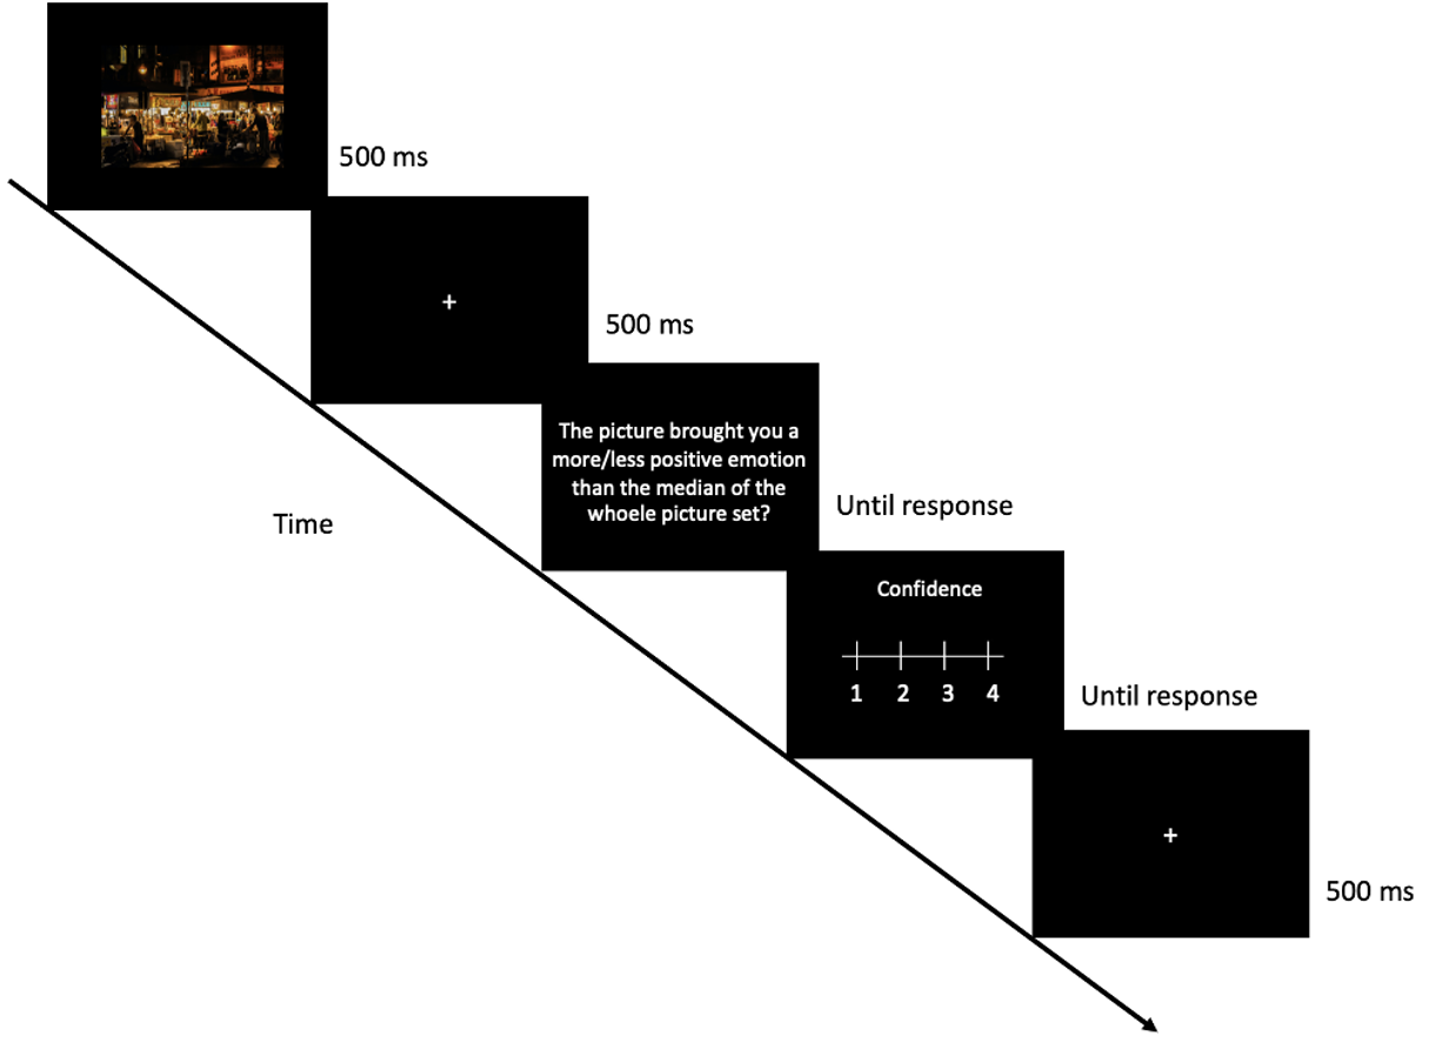 500 ms
+
500 ms
The picture brought you a
more/less positive emotion
than the median of the
whoele picture set?
Until response
Time
Confidence
1 2 3 4
Until response
+
500 ms